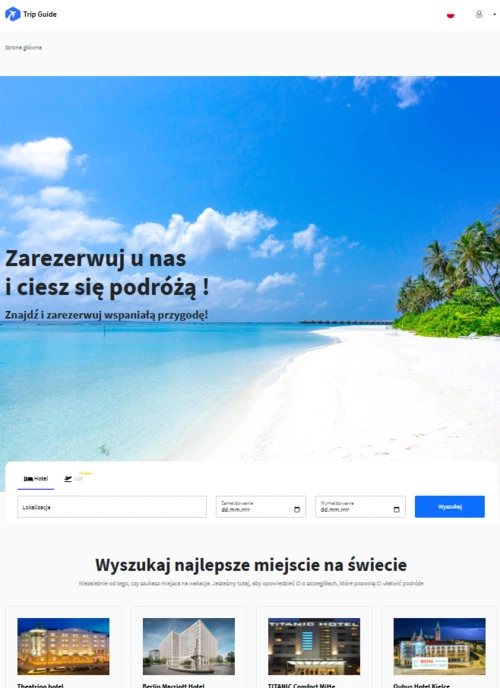 Trip Guide
Strona główna
Zarezerwuj u nas
i ciesz się podróżą !
Znajdź i zarezerwuj wspaniałą przygodę!
Hotel
Lot
Lokalizacja
Zameldowanie
dd.mm.rrrr
Wymeldowanie
dd.mm.rrrr
Wyszukaj
Wyszukaj najlepsze miejscie na świecie
Niezależnie od tego, czy szukasz miejsca na wakacje. Jesteśmy tutaj, aby opowiedzieć Ci o szczegółach, które pozwolą Ci ułatwić podróże
TITANIC HOTEL
BON
Theatrino hotel
Berlin Marriott Hotel
TITANIC Comfort Mitte
Qubus Hotel Kielce